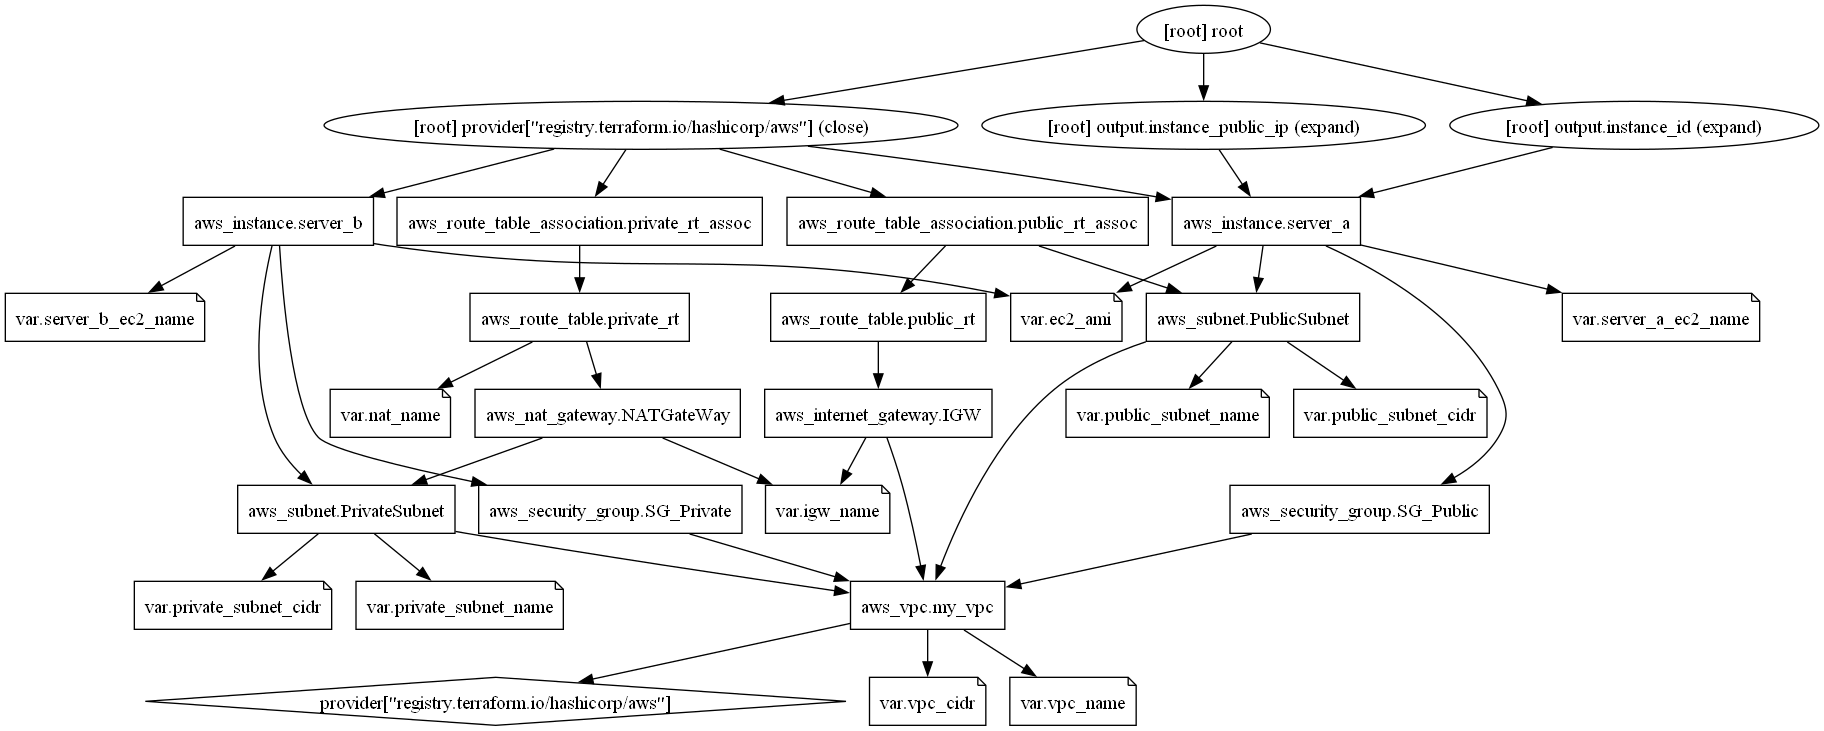 [root] root
[root] provider["registry.terraform.io/hashicorp/aws"] (close)
[root] output.instance_public_ip (expand)
[root] output.instance_id (expand)
aws_instance.server_b
aws_route_table_association.private_rt_assoc
aws_route_table_association.public_rt_assoc
aws_instance.server_a
var.server_b_ec2_name
aws_route_table.private_rt
aws_route_table.public_rt
var.ec2_ami
aws_subnet.PublicSubnet
var.server_a_ec2_name
var.nat_name
aws_nat_gateway.NATGateWay
aws_internet_gateway.IGW
var.public_subnet_name
var.public_subnet_cidr
aws_subnet.PrivateSubnet
aws_security_group.SG_Private
var.igw_name
aws_security_group.SG_Public
var.private_subnet_cidr
var.private_subnet_name
aws_vpc.my_vpc
provider["registry.terraform.io/hashicorp/aws"]
var.vpc_cidr
var.vpc_name